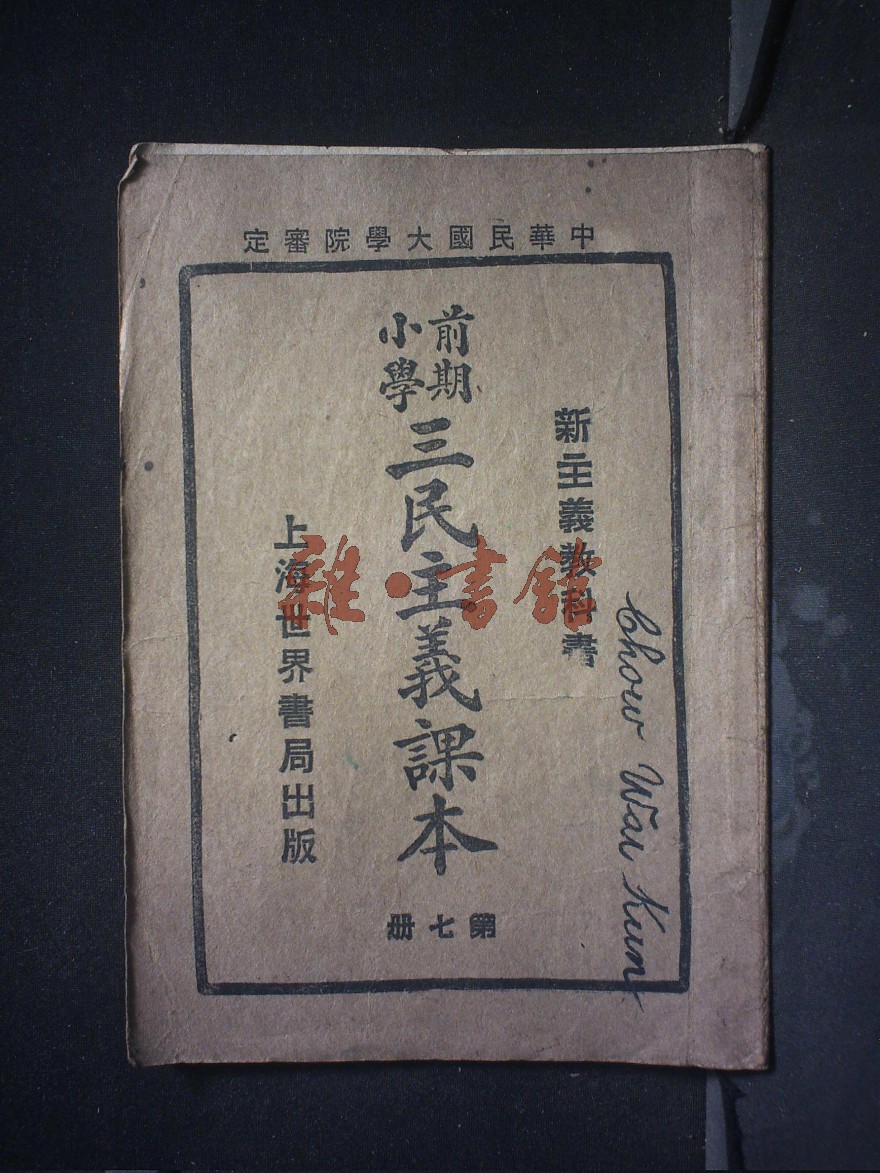 中華民國大學院審定
新主義教科書
前期
小學
三民主義課本
第七册
上海世界書局出版
Chow Wai Kun
雜·書館